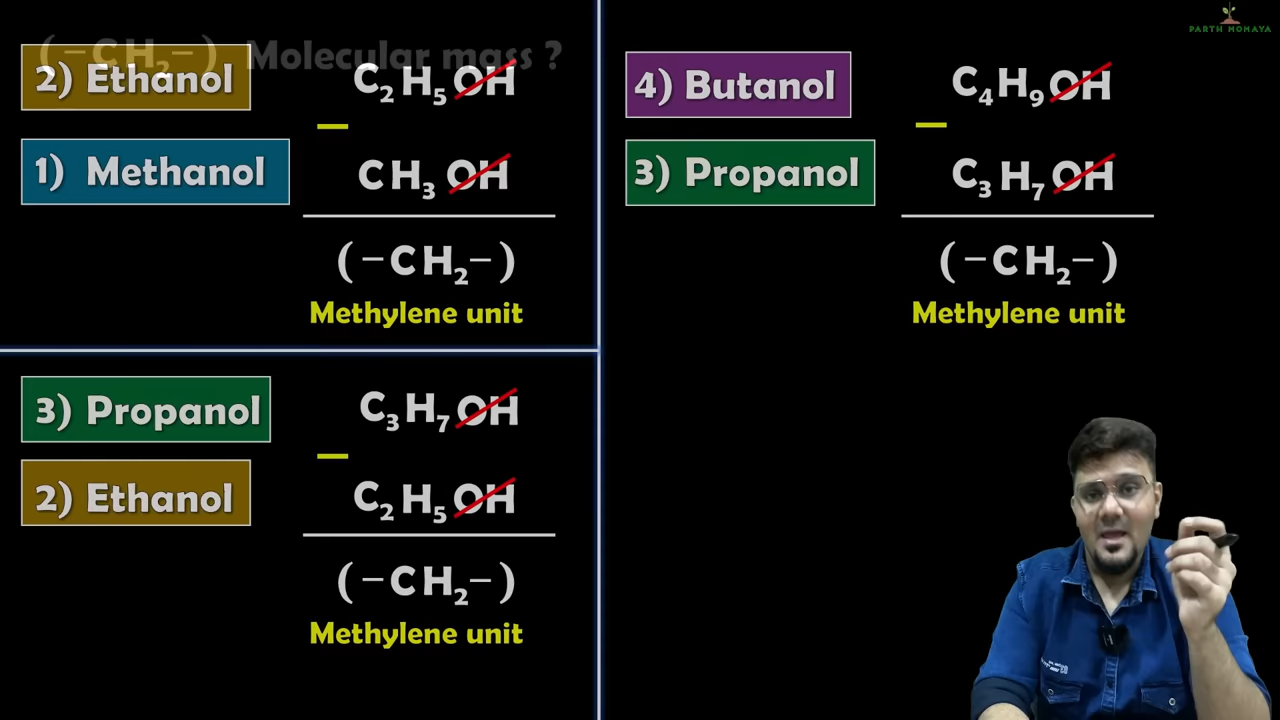 (−CH₂−) Molecular mass ?
2) Ethanol
C₂H₅OH
−
1) Methanol
CH₃OH
(−CH₂−)
Methylene unit
3) Propanol
C₃H₇OH
−
2) Ethanol
C₂H₅OH
(−CH₂−)
Methylene unit
4) Butanol
C₄H₉OH
−
3) Propanol
C₃H₇OH
(−CH₂−)
Methylene unit
PARTH MOMAYA